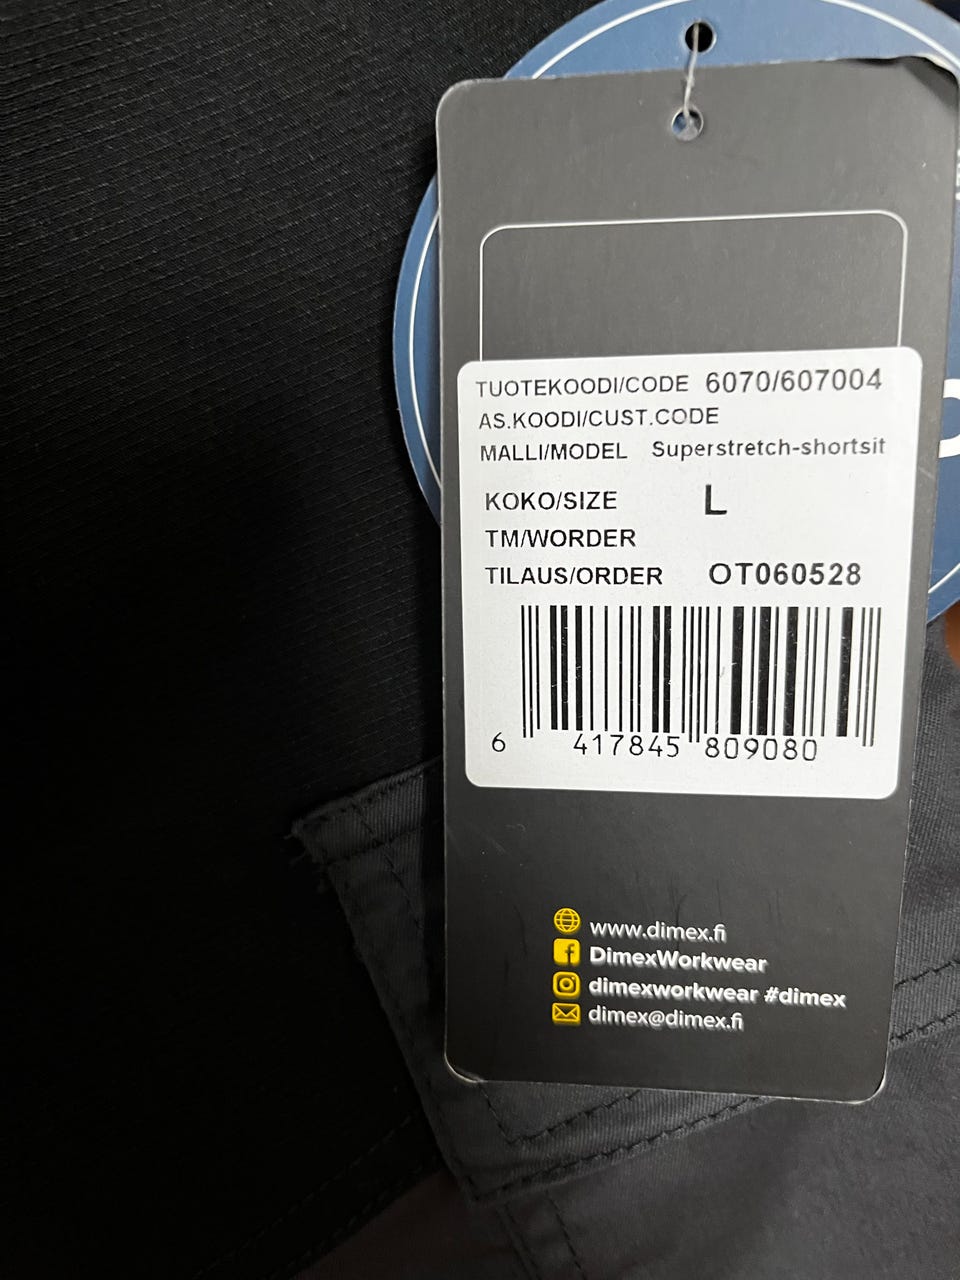 TUOTEKOODI/CODE 6070/607004
AS.KOODI/CUST.CODE
MALLI/MODEL Superstretch-shortsit
KOKO/SIZE L
TM/WORDER
TILAUS/ORDER OT060528
6 417845 809080
www.dimex.fi
DimexWorkwear
dimexworkwear #dimex
dimex@dimex.fi